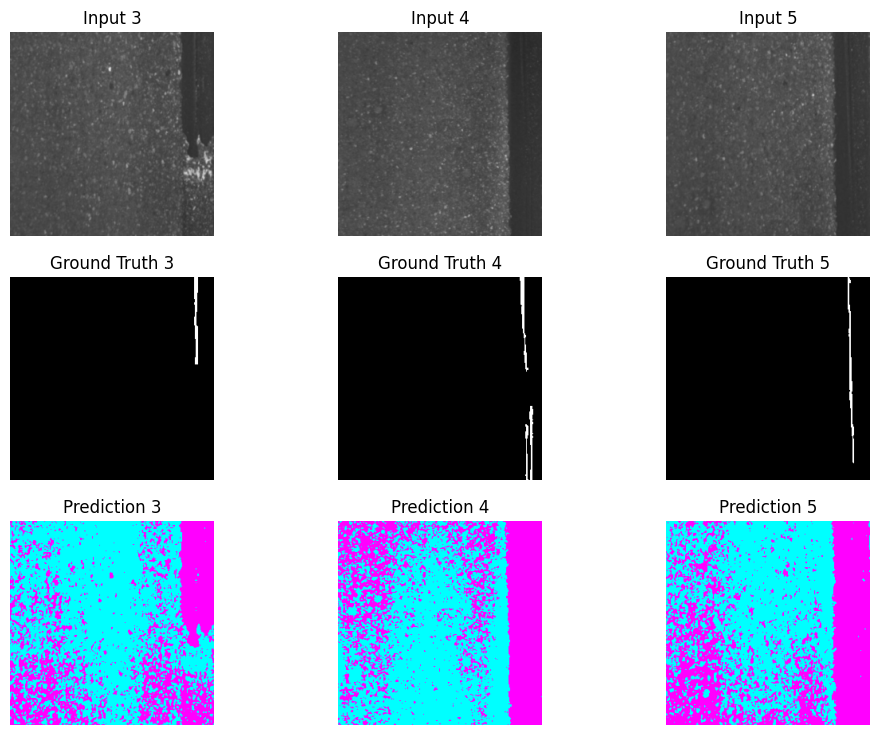 Input 3
Input 4
Input 5
Ground Truth 3
Ground Truth 4
Ground Truth 5
Prediction 3
Prediction 4
Prediction 5